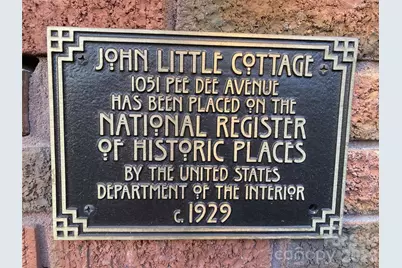 JOHN LITTLE COTTAGE
1051 PEE DEE AVENUE
HAS BEEN PLACED ON THE
NATIONAL REGISTER
OF HISTORIC PLACES
BY THE UNITED STATES
DEPARTMENT OF THE INTERIOR
C. 1929
canopy